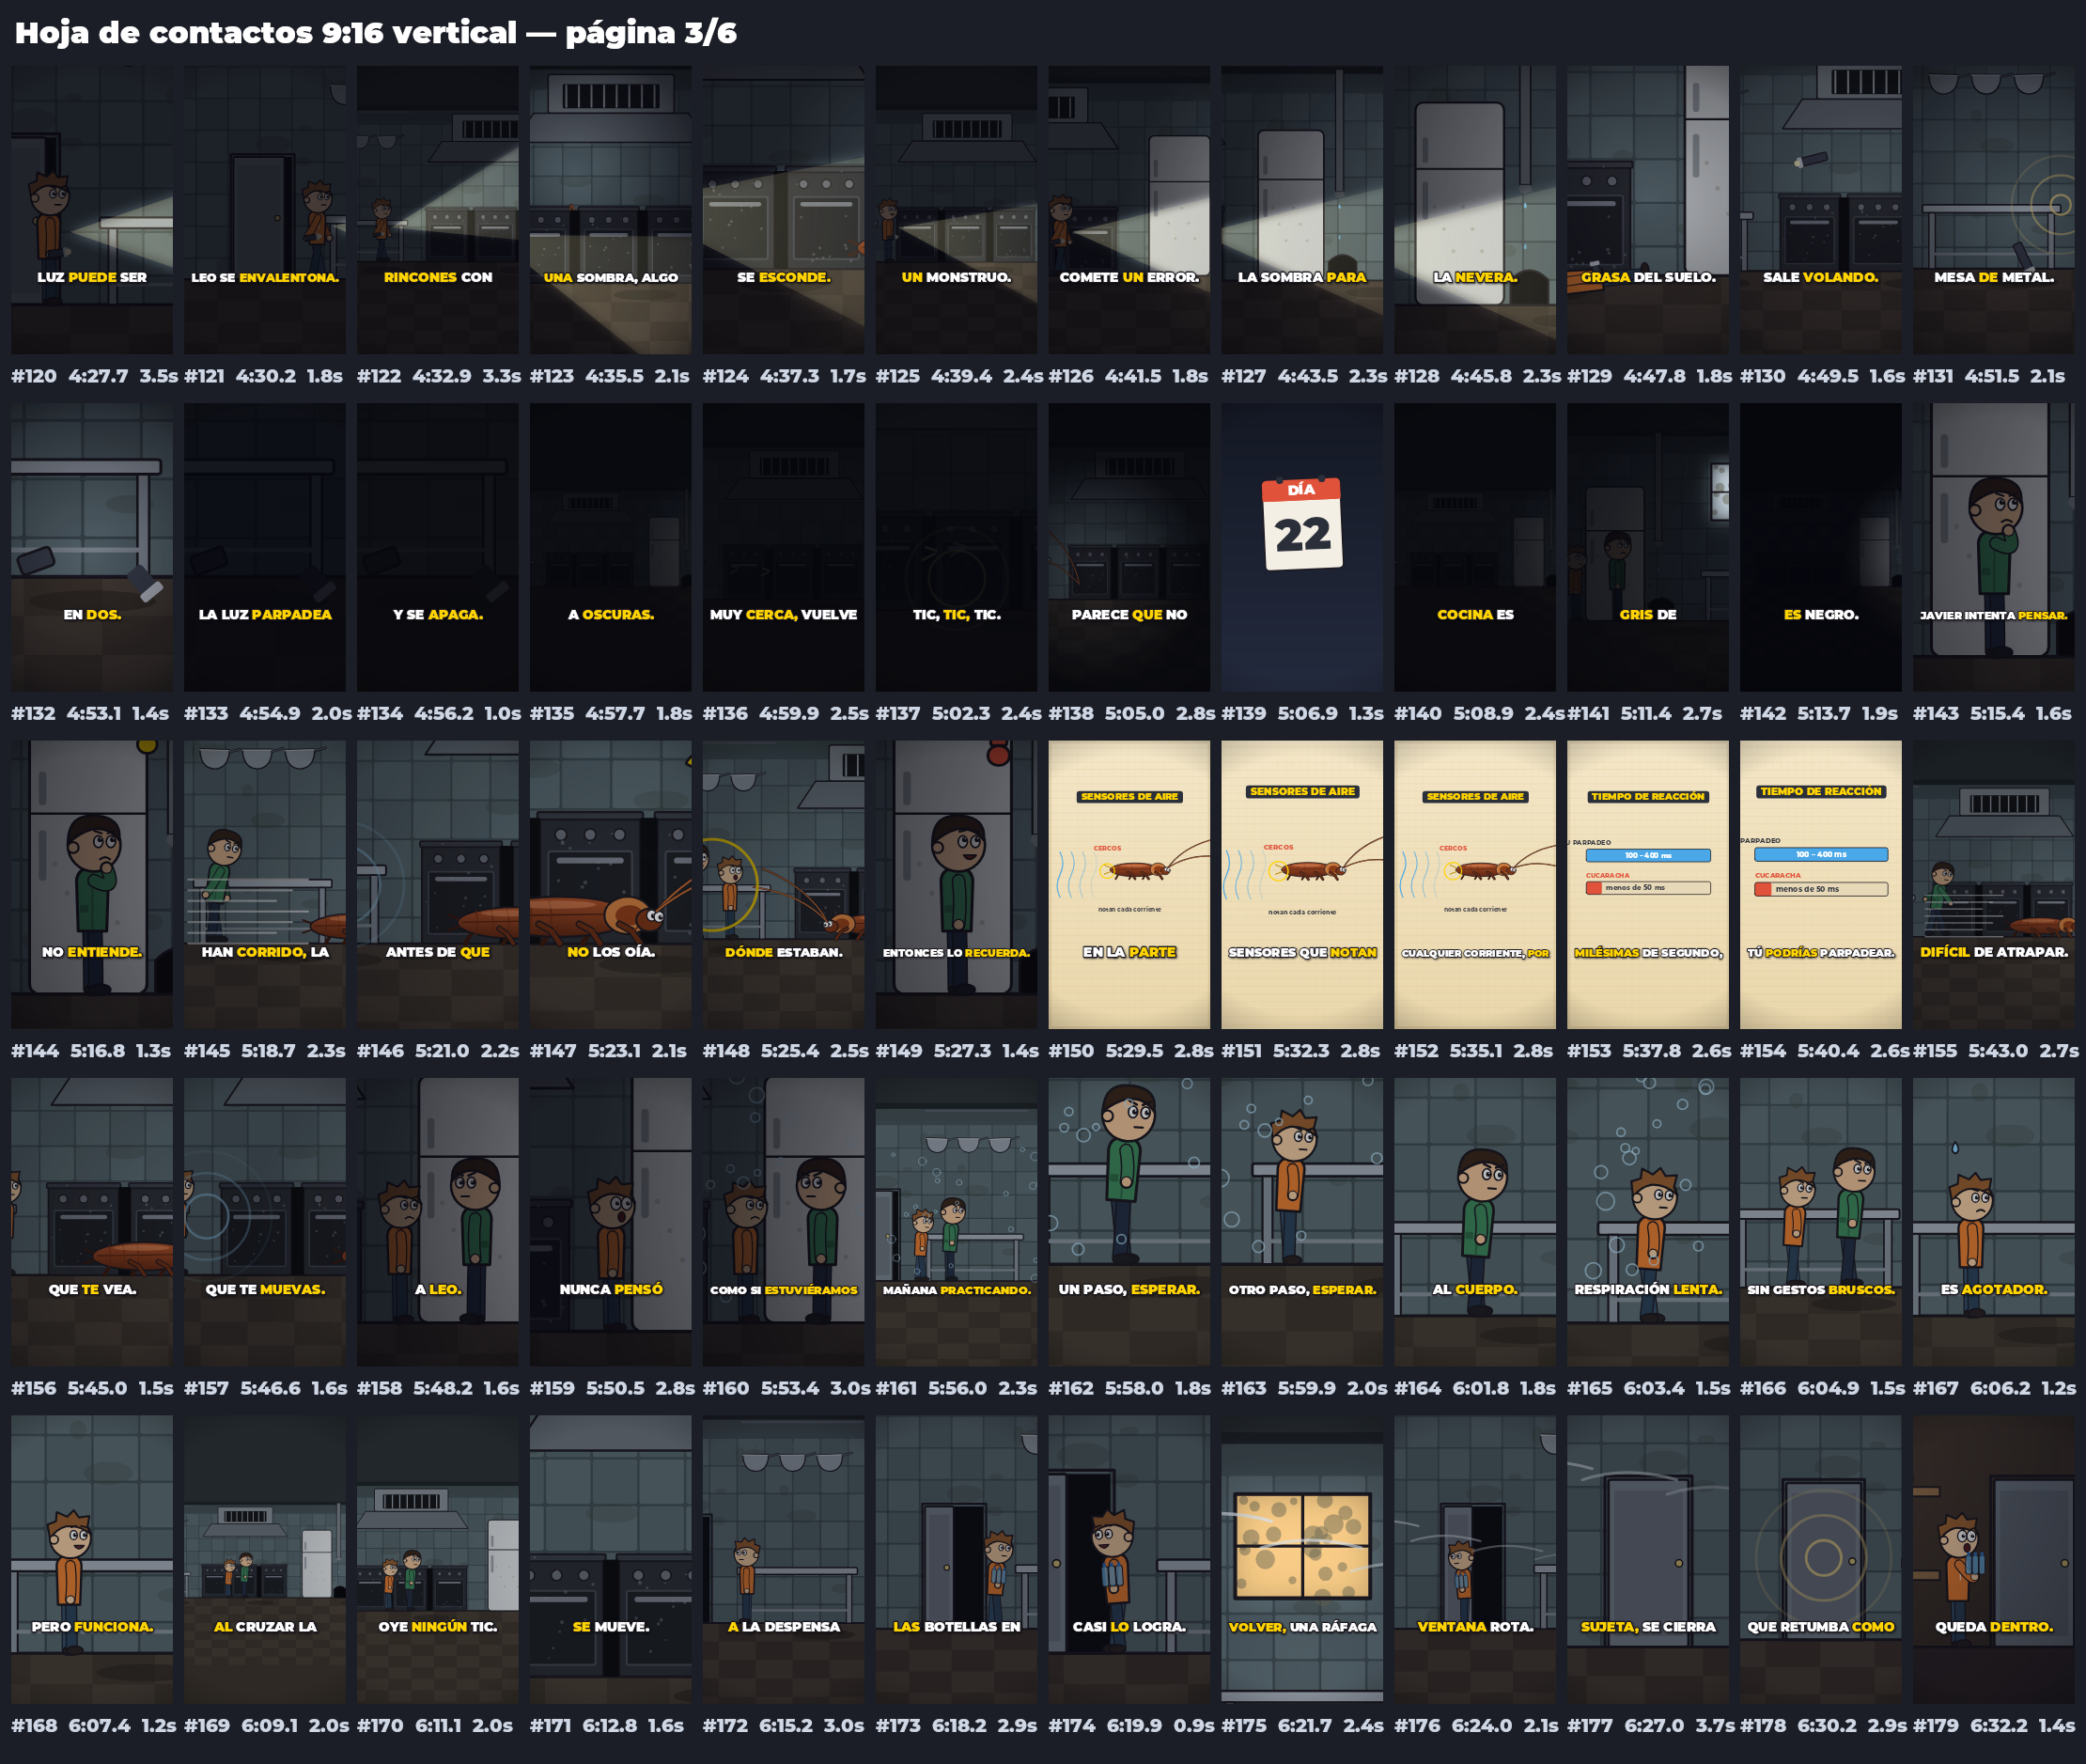 Hoja de contactos 9:16 vertical — página 3/6
LUZ PUEDE SER
LEO SE ENVALENTONA.
RINCONES CON
UNA SOMBRA, ALGO
SE ESCONDE.
UN MONSTRUO.
COMETE UN ERROR.
LA SOMBRA PARA
LA NEVERA.
GRASA DEL SUELO.
SALE VOLANDO.
MESA DE METAL.
#120 4:27.7 3.5s
#121 4:30.2 1.8s
#122 4:32.9 3.3s
#123 4:35.5 2.1s
#124 4:37.3 1.7s
#125 4:39.4 2.4s
#126 4:41.5 1.8s
#127 4:43.5 2.3s
#128 4:45.8 2.3s
#129 4:47.8 1.8s
#130 4:49.5 1.6s
#131 4:51.5 2.1s
EN DOS.
LA LUZ PARPADEA
Y SE APAGA.
A OSCURAS.
MUY CERCA, VUELVE
TIC, TIC, TIC.
PARECE QUE NO
DÍA
22
COCINA ES
GRIS DE
ES NEGRO.
JAVIER INTENTA PENSAR.
#132 4:53.1 1.4s
#133 4:54.9 2.0s
#134 4:56.2 1.0s
#135 4:57.7 1.8s
#136 4:59.9 2.5s
#137 5:02.3 2.4s
#138 5:05.0 2.8s
#139 5:06.9 1.3s
#140 5:08.9 2.4s
#141 5:11.4 2.7s
#142 5:13.7 1.9s
#143 5:15.4 1.6s
NO ENTIENDE.
HAN CORRIDO, LA
ANTES DE QUE
NO LOS OÍA.
DÓNDE ESTABAN.
ENTONCES LO RECUERDA.
SENSORES DE AIRE
CERCOS
notan cada corriente
EN LA PARTE
SENSORES DE AIRE
CERCOS
notan cada corriente
SENSORES QUE NOTAN
SENSORES DE AIRE
CERCOS
notan cada corriente
CUALQUIER CORRIENTE, POR
TIEMPO DE REACCIÓN
PARPADEO
100 - 400 ms
CUCARACHA
menos de 50 ms
MILÉSIMAS DE SEGUNDO,
TIEMPO DE REACCIÓN
PARPADEO
100 - 400 ms
CUCARACHA
menos de 50 ms
TÚ PODRÍAS PARPADEAR.
DIFÍCIL DE ATRAPAR.
#144 5:16.8 1.3s
#145 5:18.7 2.3s
#146 5:21.0 2.2s
#147 5:23.1 2.1s
#148 5:25.4 2.5s
#149 5:27.3 1.4s
#150 5:29.5 2.8s
#151 5:32.3 2.8s
#152 5:35.1 2.8s
#153 5:37.8 2.6s
#154 5:40.4 2.6s
#155 5:43.0 2.7s
QUE TE VEA.
QUE TE MUEVAS.
A LEO.
NUNCA PENSÓ
COMO SI ESTUVIÉRAMOS
MAÑANA PRACTICANDO.
UN PASO, ESPERAR.
OTRO PASO, ESPERAR.
AL CUERPO.
RESPIRACIÓN LENTA.
SIN GESTOS BRUSCOS.
ES AGOTADOR.
#156 5:45.0 1.5s
#157 5:46.6 1.6s
#158 5:48.2 1.6s
#159 5:50.5 2.8s
#160 5:53.4 3.0s
#161 5:56.0 2.3s
#162 5:58.0 1.8s
#163 5:59.9 2.0s
#164 6:01.8 1.8s
#165 6:03.4 1.5s
#166 6:04.9 1.5s
#167 6:06.2 1.2s
PERO FUNCIONA.
AL CRUZAR LA
OYE NINGÚN TIC.
SE MUEVE.
A LA DESPENSA
LAS BOTELLAS EN
CASI LO LOGRA.
VOLVER, UNA RÁFAGA
VENTANA ROTA.
SUJETA, SE CIERRA
QUE RETUMBA COMO
QUEDA DENTRO.
#168 6:07.4 1.2s
#169 6:09.1 2.0s
#170 6:11.1 2.0s
#171 6:12.8 1.6s
#172 6:15.2 3.0s
#173 6:18.2 2.9s
#174 6:19.9 0.9s
#175 6:21.7 2.4s
#176 6:24.0 2.1s
#177 6:27.0 3.7s
#178 6:30.2 2.9s
#179 6:32.2 1.4s